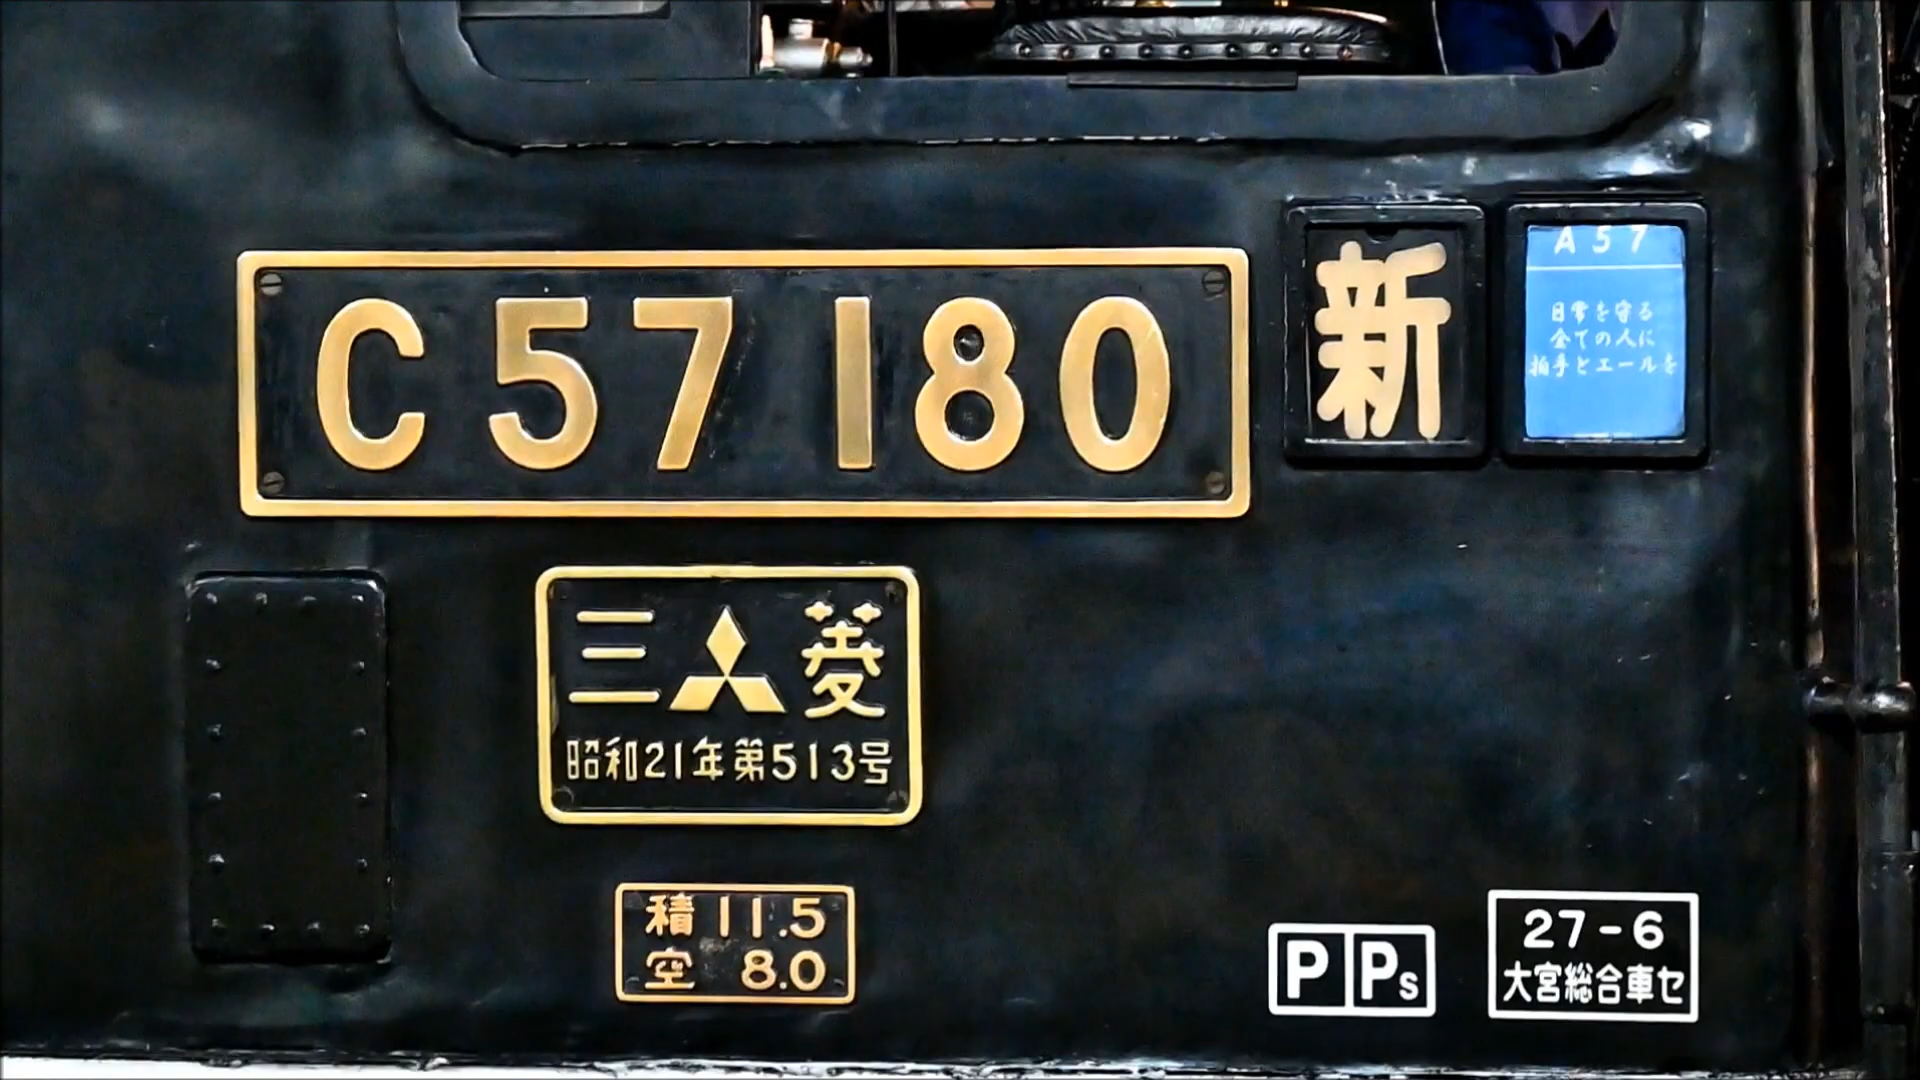 C57 180
新
A57
日常を守る
全ての人に
拍手とエールを
三菱
昭和21年第513号
積 11.5
空 8.0
P Ps
27-6
大宮総合車セ